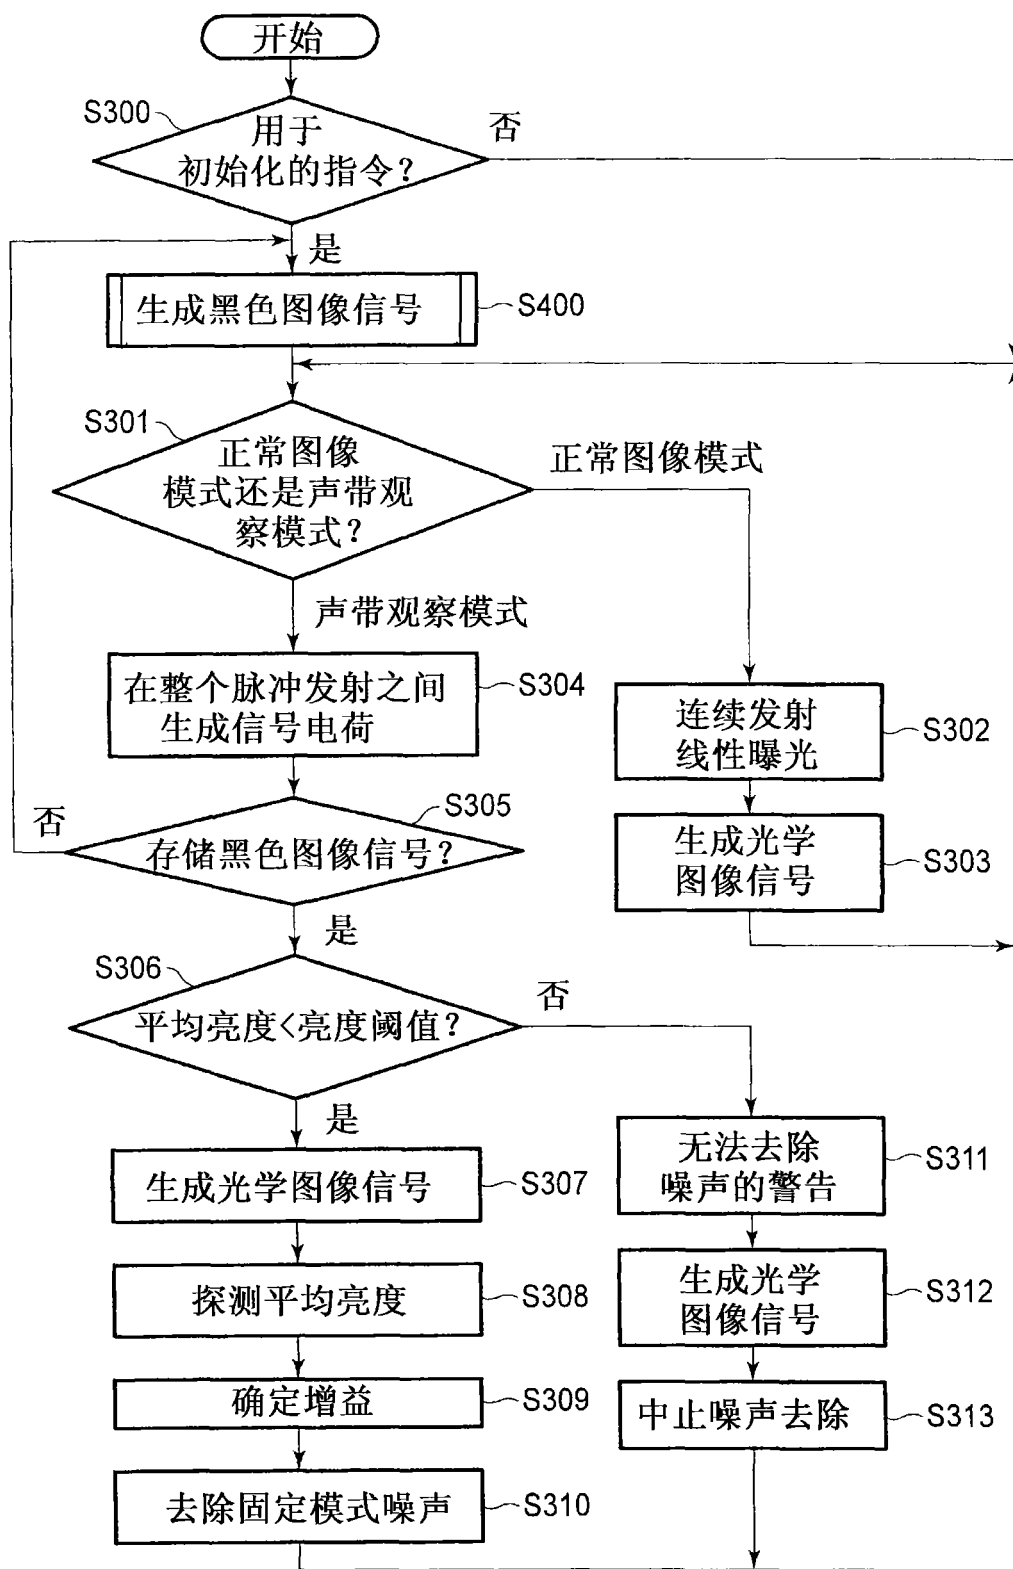 开始
S300
用于
初始化的指令?
否
是
生成黑色图像信号
S400
S301
正常图像
模式还是声带观
察模式?
正常图像模式
声带观察模式
在整个脉冲发射之间
生成信号电荷
S304
连续发射
线性曝光
S302
S305
否
存储黑色图像信号?
生成光学
图像信号
S303
是
S306
平均亮度<亮度阈值?
否
是
生成光学图像信号
S307
无法去除
噪声的警告
S311
探测平均亮度
S308
生成光学
图像信号
S312
确定增益
S309
中止噪声去除
S313
去除固定模式噪声
S310